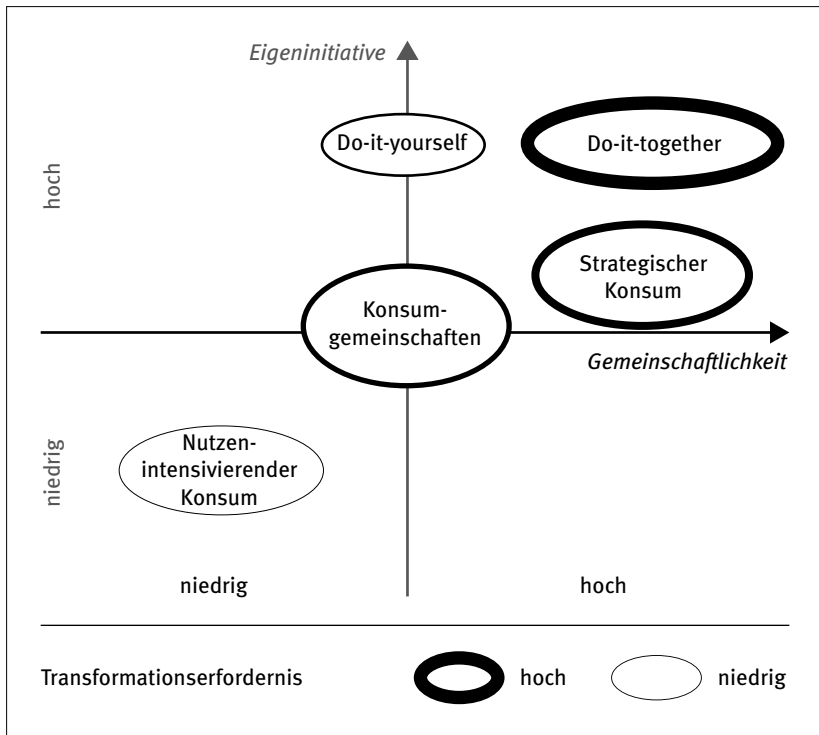 Eigeninitiative
hoch
Do-it-yourself
Do-it-together
Strategischer
Konsum
Konsum-
gemeinschaften
Gemeinschaftlichkeit
niedrig
Nutzen-
intensivierender
Konsum
niedrig
hoch
Transformationserfordernis
hoch
niedrig